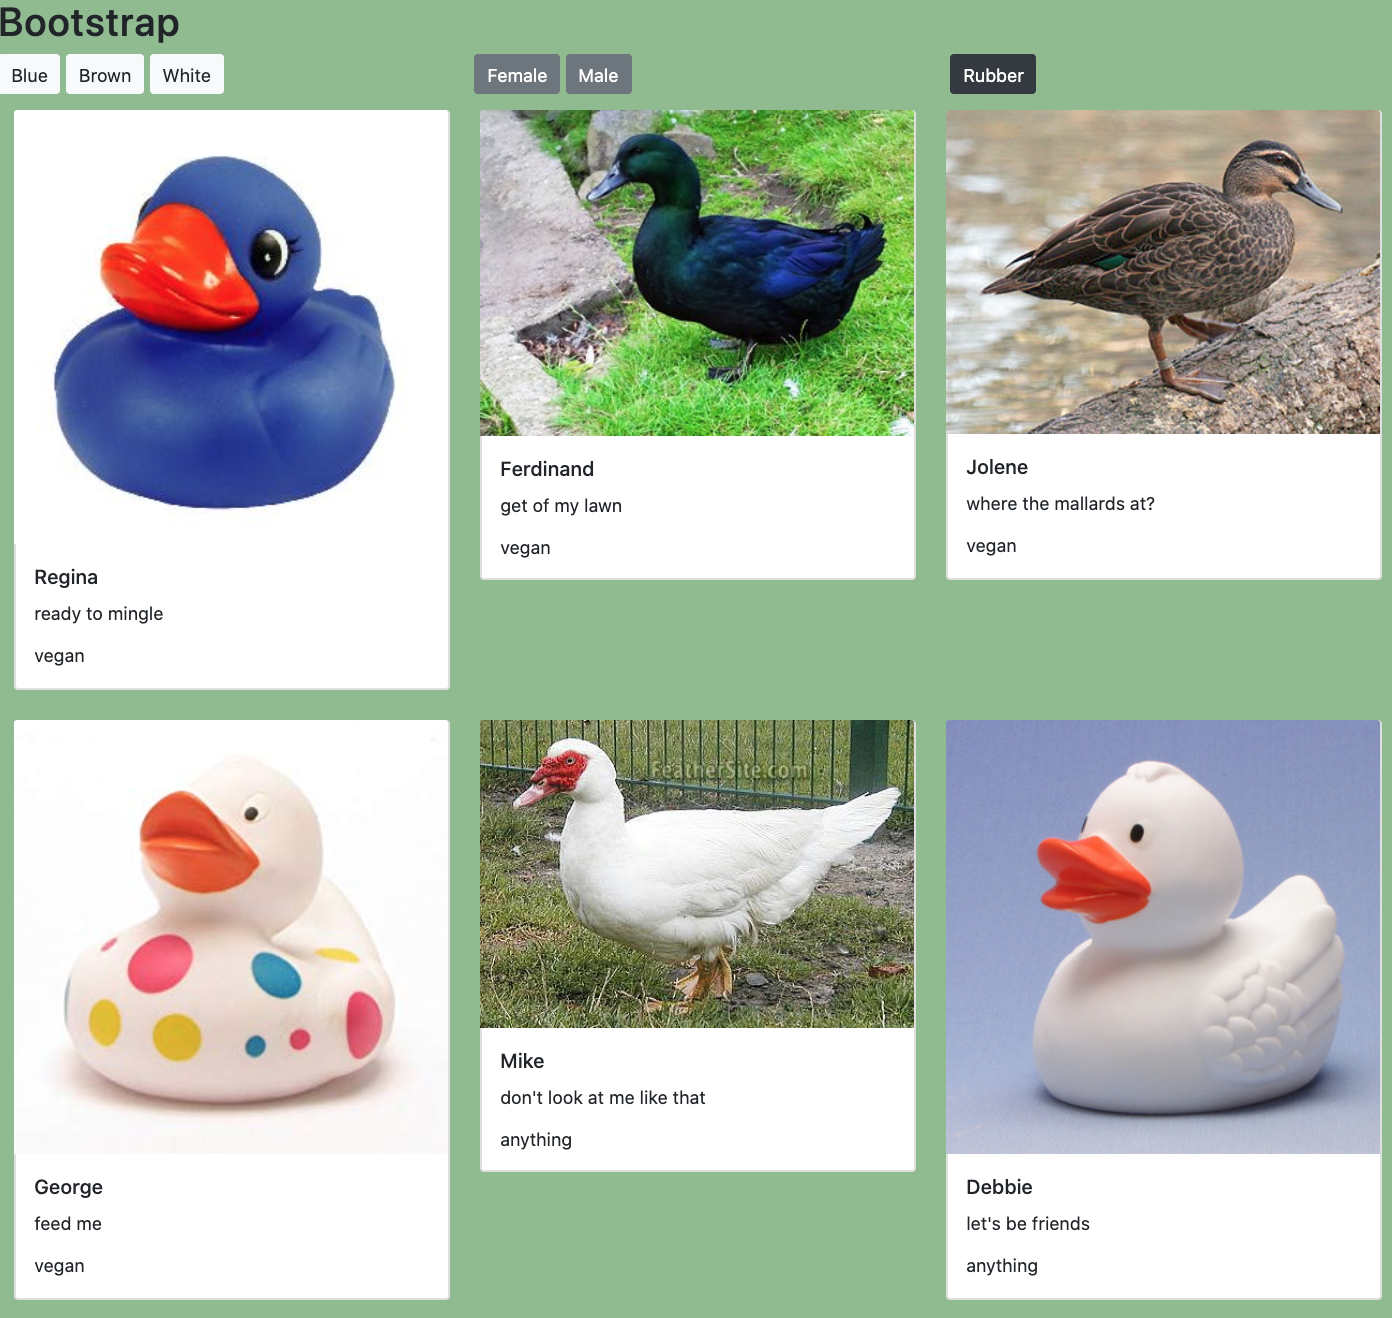 Bootstrap
Blue Brown White Female Male Rubber
Regina
ready to mingle
vegan
Ferdinand
get of my lawn
vegan
Jolene
where the mallards at?
vegan
George
feed me
vegan
FeatherSite.com
Mike
don't look at me like that
anything
Debbie
let's be friends
anything